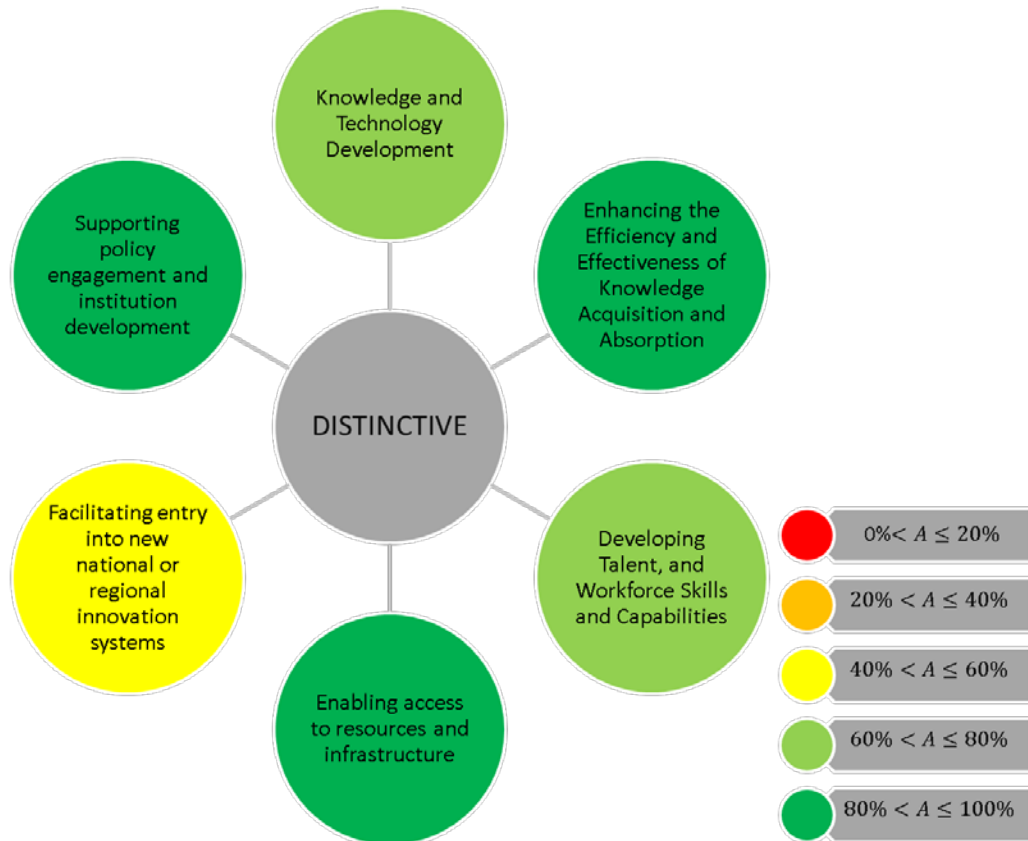 Knowledge and
Technology
Development
Supporting
policy
engagement and
institution
development
Enhancing the
Efficiency and
Effectiveness of
Knowledge
Acquisition and
Absorption
DISTINCTIVE
Facilitating entry
into new
national or
regional
innovation
systems
Developing
Talent, and
Workforce Skills
and Capabilities
Enabling access
to resources and
infrastructure
0%< A ≤ 20%
20% < A ≤ 40%
40% < A ≤ 60%
60% < A ≤ 80%
80% < A ≤ 100%